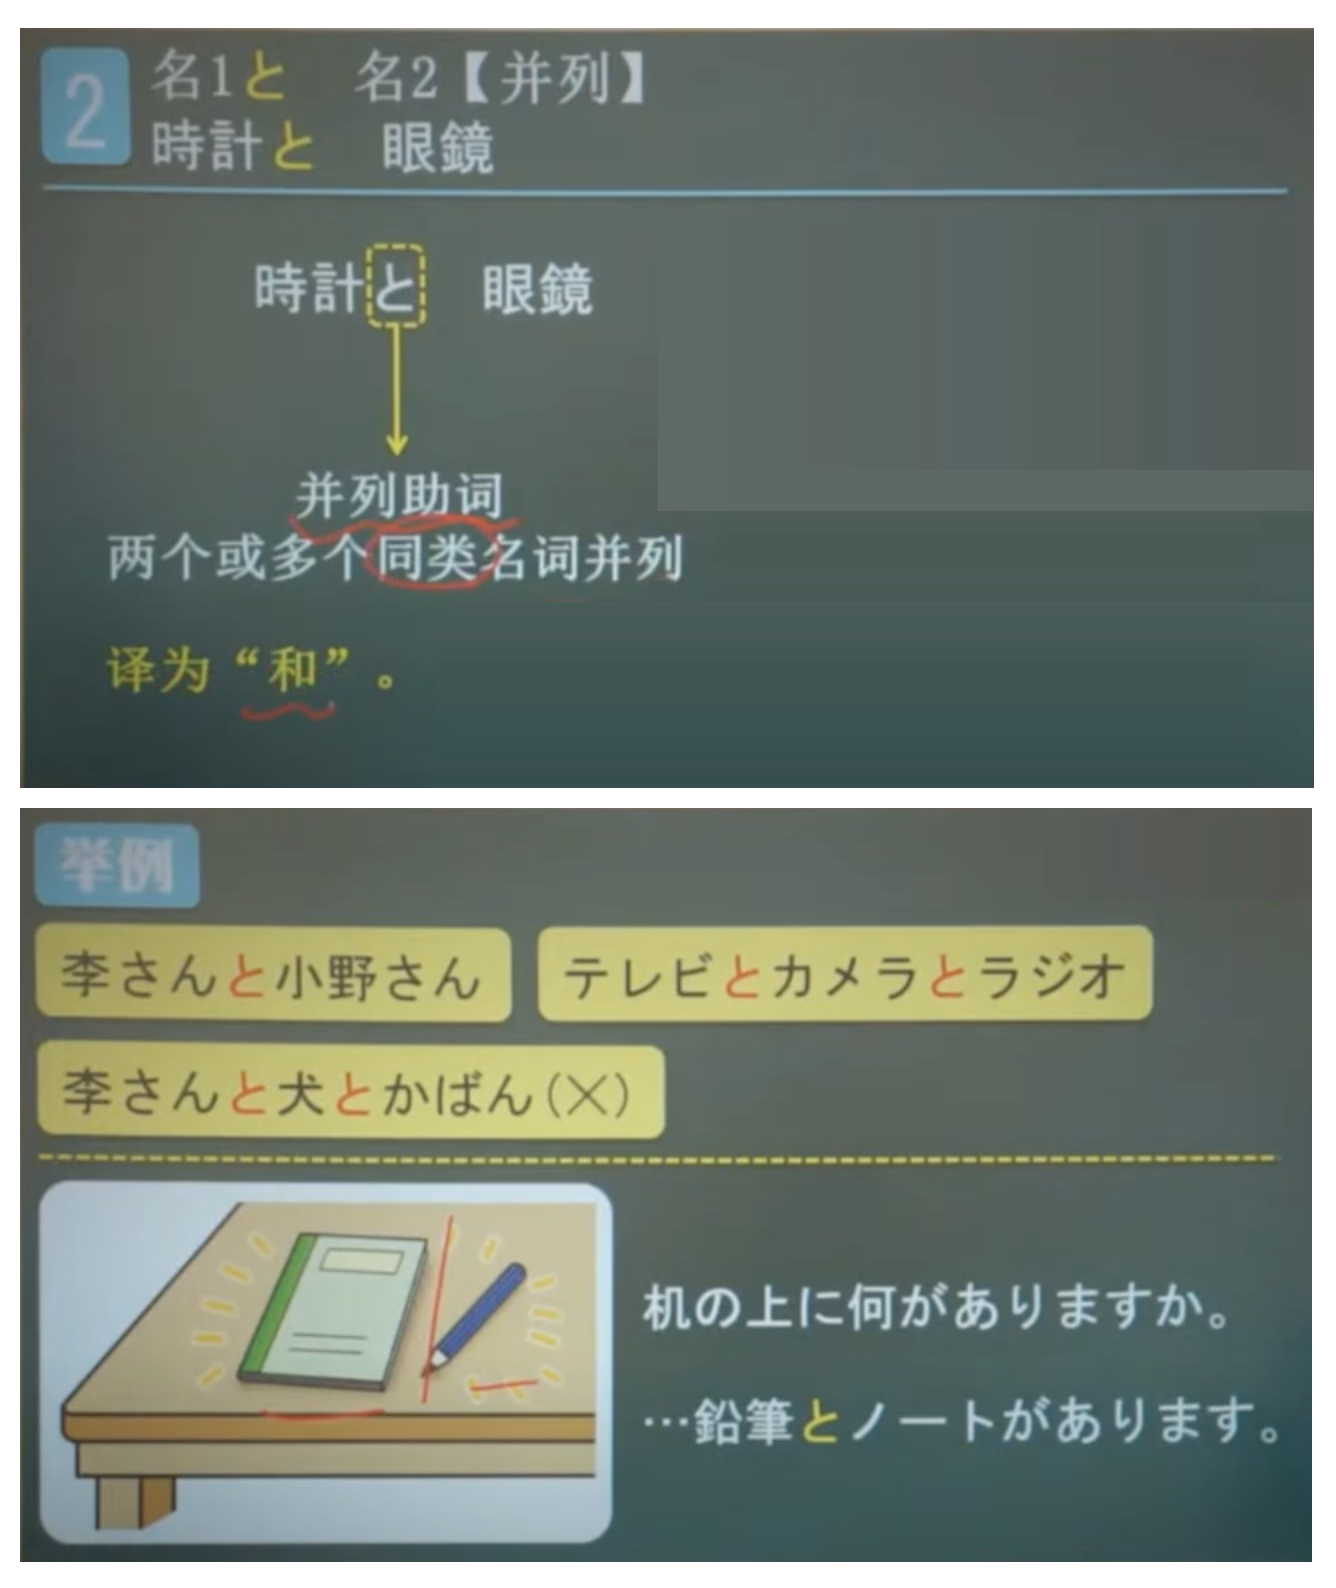 2
名1と 名2【并列】
時計と 眼鏡
時計と 眼鏡
并列助词
两个或多个同类名词并列
译为“和”。
举例
李さんと小野さん
テレビとカメラとラジオ
李さんと犬とかばん(×)
机の上に何がありますか。
…鉛筆とノートがあります。